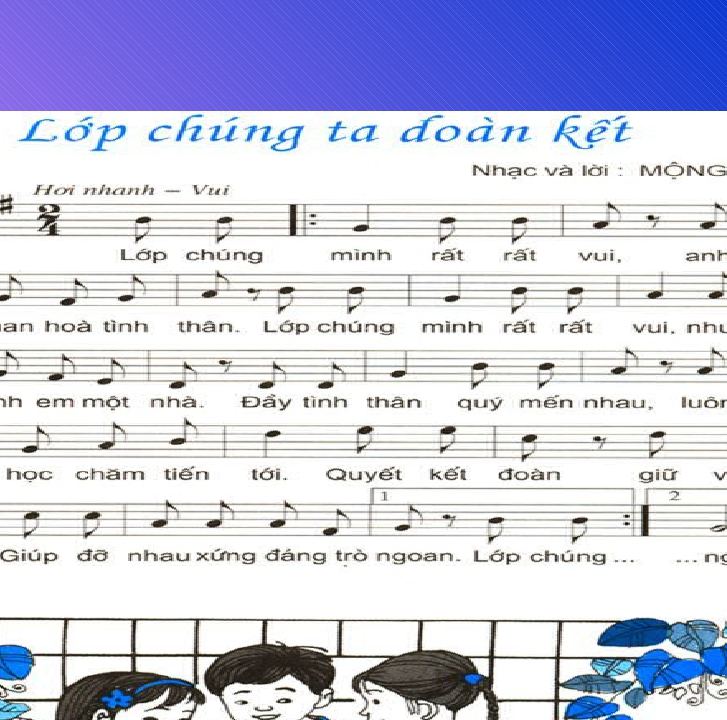 Lớp chúng ta đoàn kết
Nhạc và lời : MỘNG
Hơi nhanh – Vui
2
4
Lớp chúng mình rất rất vui, anh
an hoà tình thân. Lớp chúng mình rất rất vui, như
nh em một nhà. Đầy tình thân quý mến nhau, luôn
học chăm tiến tới. Quyết kết đoàn giữ v
1 2
Giúp đỡ nhau xứng đáng trò ngoan. Lớp chúng ... ... ng